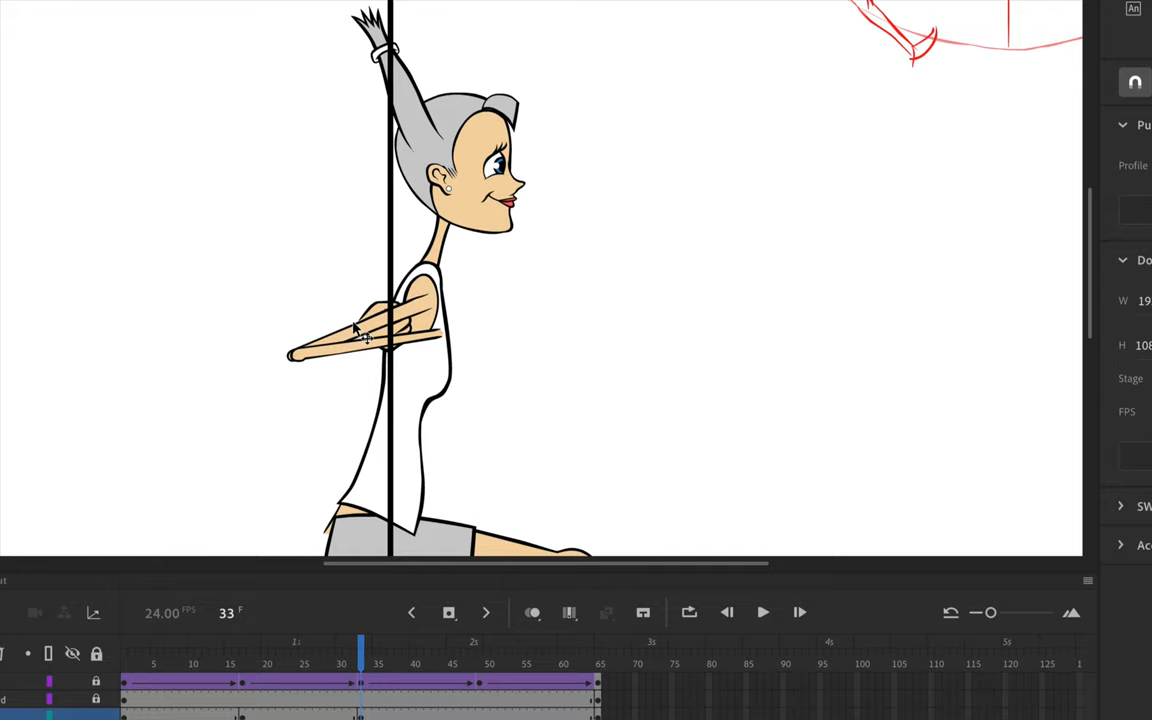 An
Pu
Profile
Do
W 19
H 108
Stage
FPS
SW
Acc
ut
24.00 FPS 33 F
1s 2s 3s 4s 5s
5 10 15 20 25 30 35 40 45 50 55 60 65 70 75 80 85 90 95 100 105 110 115 120 125 1
d